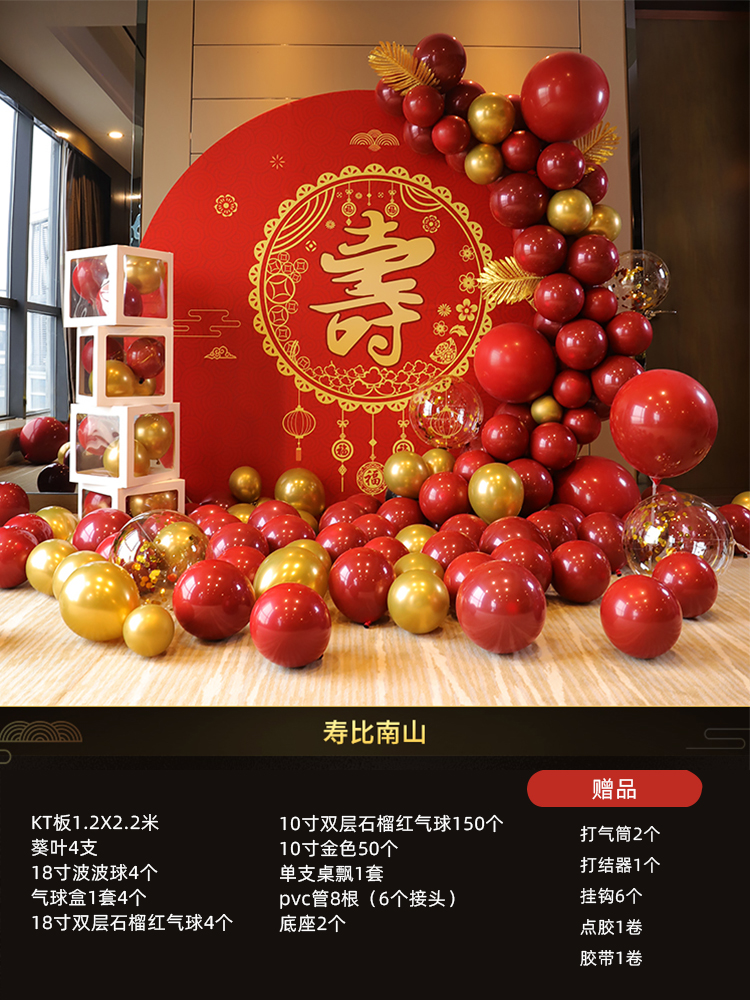 壽
寿比南山
KT板1.2X2.2米
葵叶4支
18寸波波球4个
气球盒1套4个
18寸双层石榴红气球4个
10寸双层石榴红气球150个
10寸金色50个
单支桌飘1套
pvc管8根（6个接头）
底座2个
赠品
打气筒2个
打结器1个
挂钩6个
点胶1卷
胶带1卷